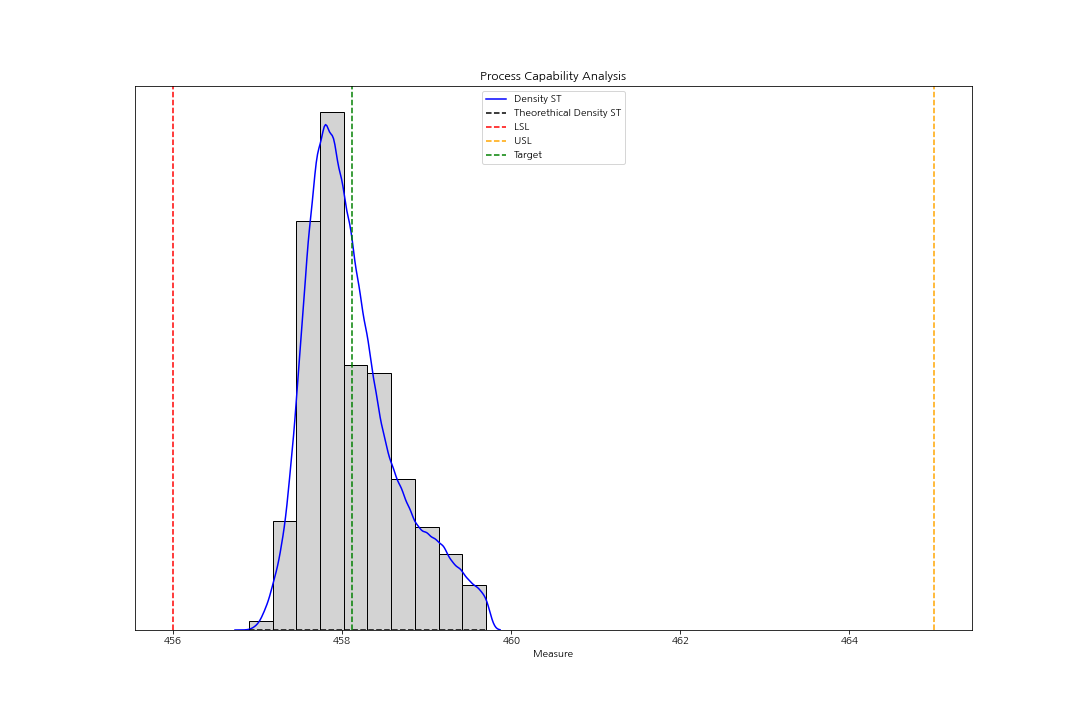 Process Capability Analysis
Density ST
Theorethical Density ST
LSL
USL
Target
456 458 460 462 464
Measure